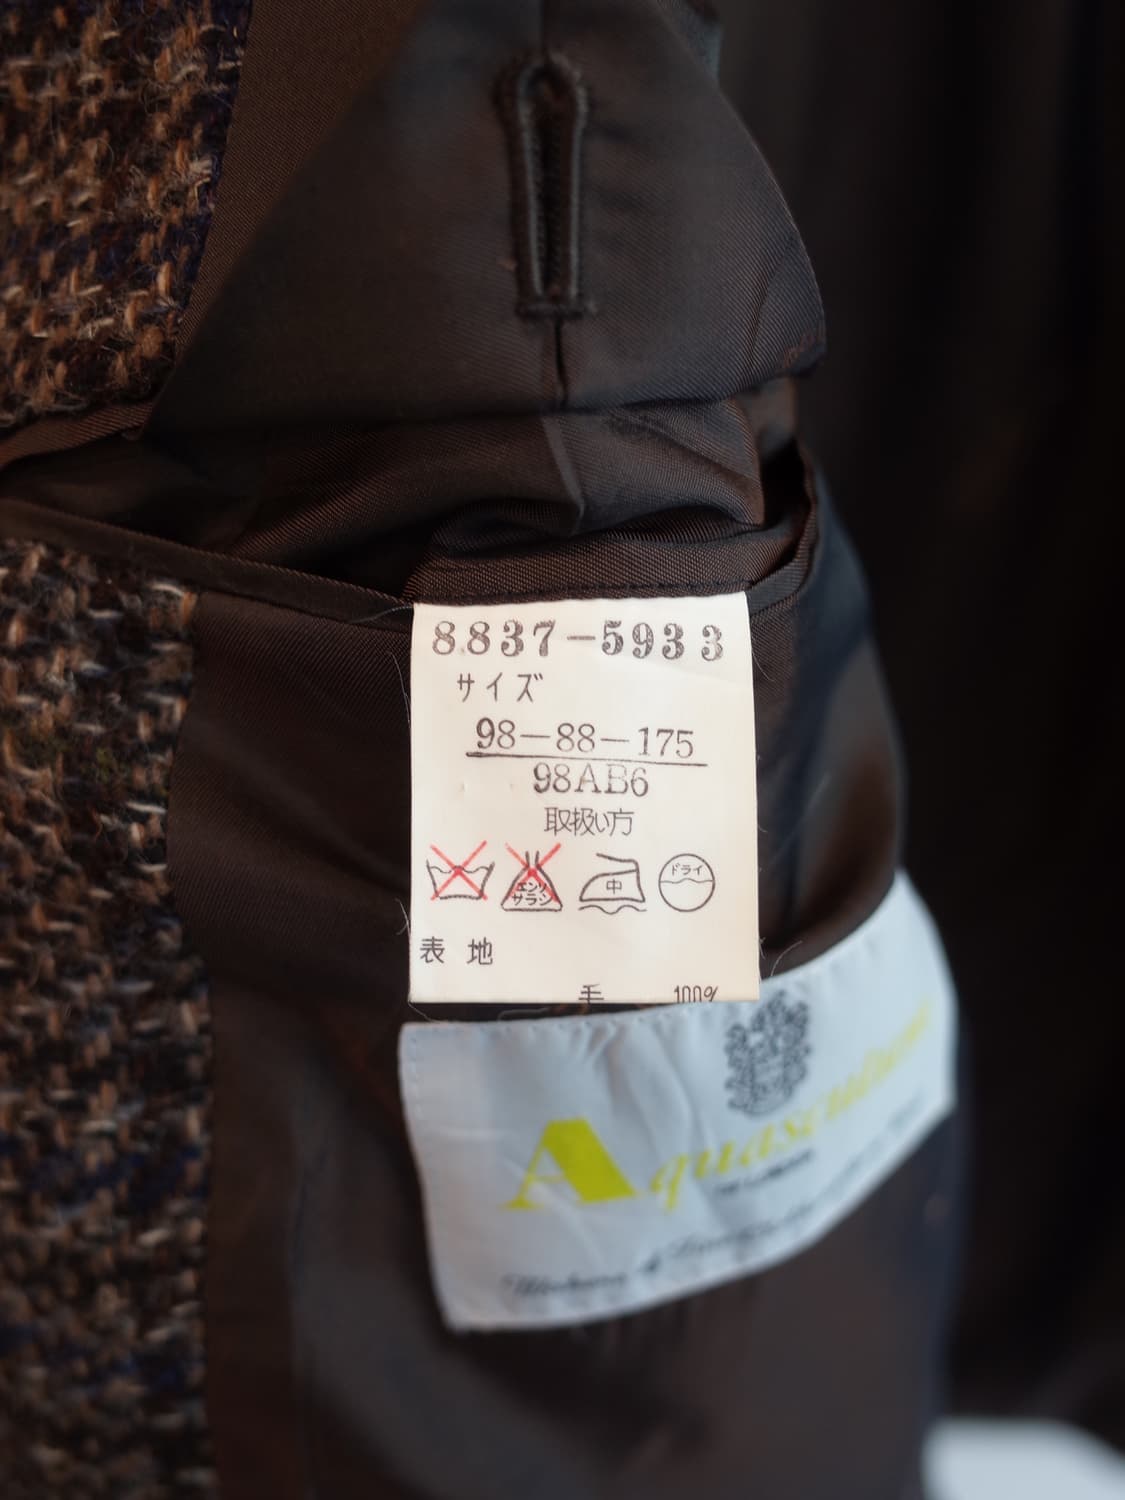 8837-5933
サイズ
98-88-175
98AB6
取扱い方
エンソ
サラシ
中
ドライ
表 地
毛 100%
Aquascutum